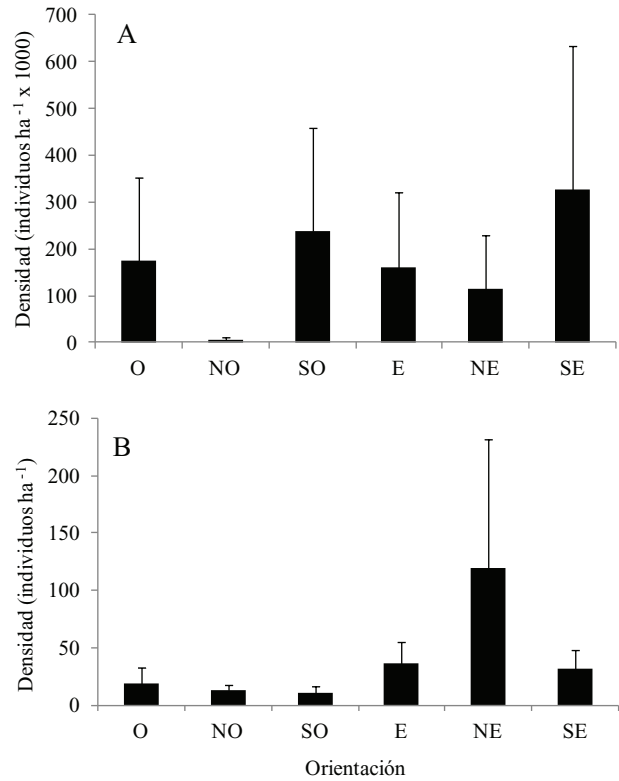 A
Densidad (individuos ha⁻¹ x 1000)
700
600
500
400
300
200
100
0
O NO SO E NE SE
B
Densidad (individuos ha⁻¹)
250
200
150
100
50
0
O NO SO E NE SE
Orientación